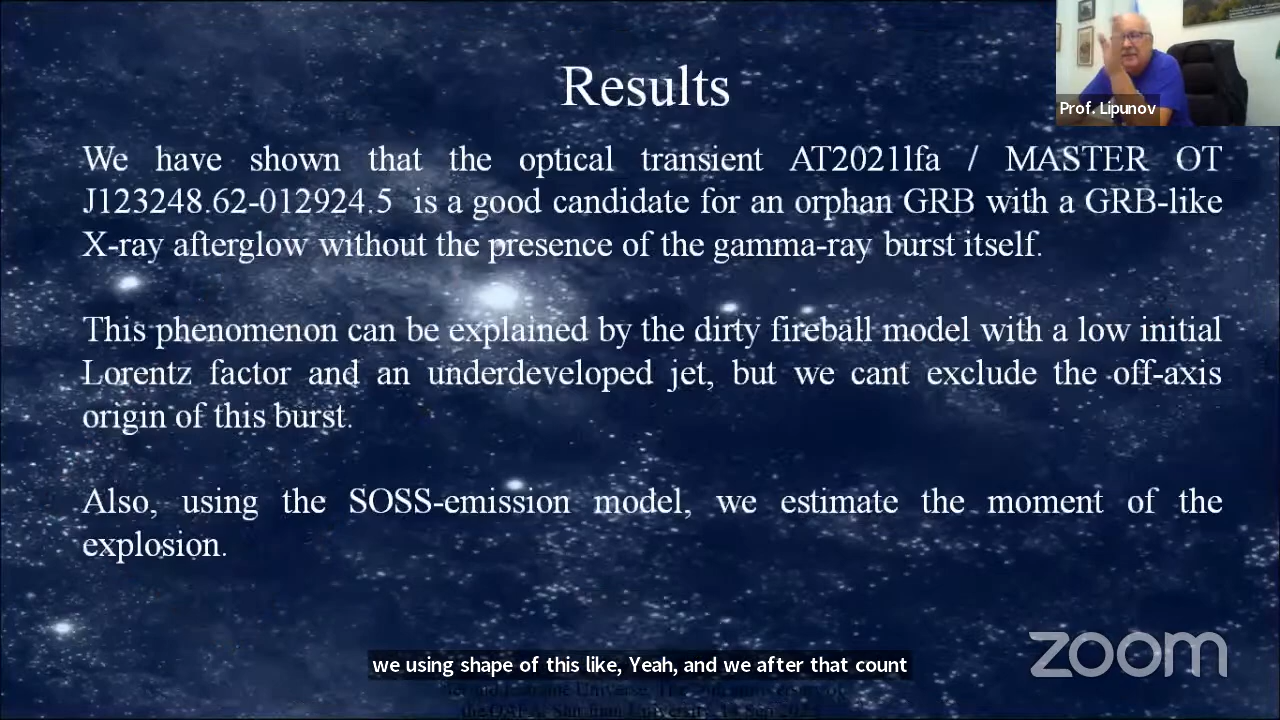 Results
Prof. Lipunov
We have shown that the optical transient AT2021lfa / MASTER OT
J123248.62-012924.5 is a good candidate for an orphan GRB with a GRB-like
X-ray afterglow without the presence of the gamma-ray burst itself.
This phenomenon can be explained by the dirty fireball model with a low initial
Lorentz factor and an underdeveloped jet, but we cant exclude the off-axis
origin of this burst.
Also, using the SOSS-emission model, we estimate the moment of the
explosion.
zoom
we using shape of this like, Yeah, and we after that count